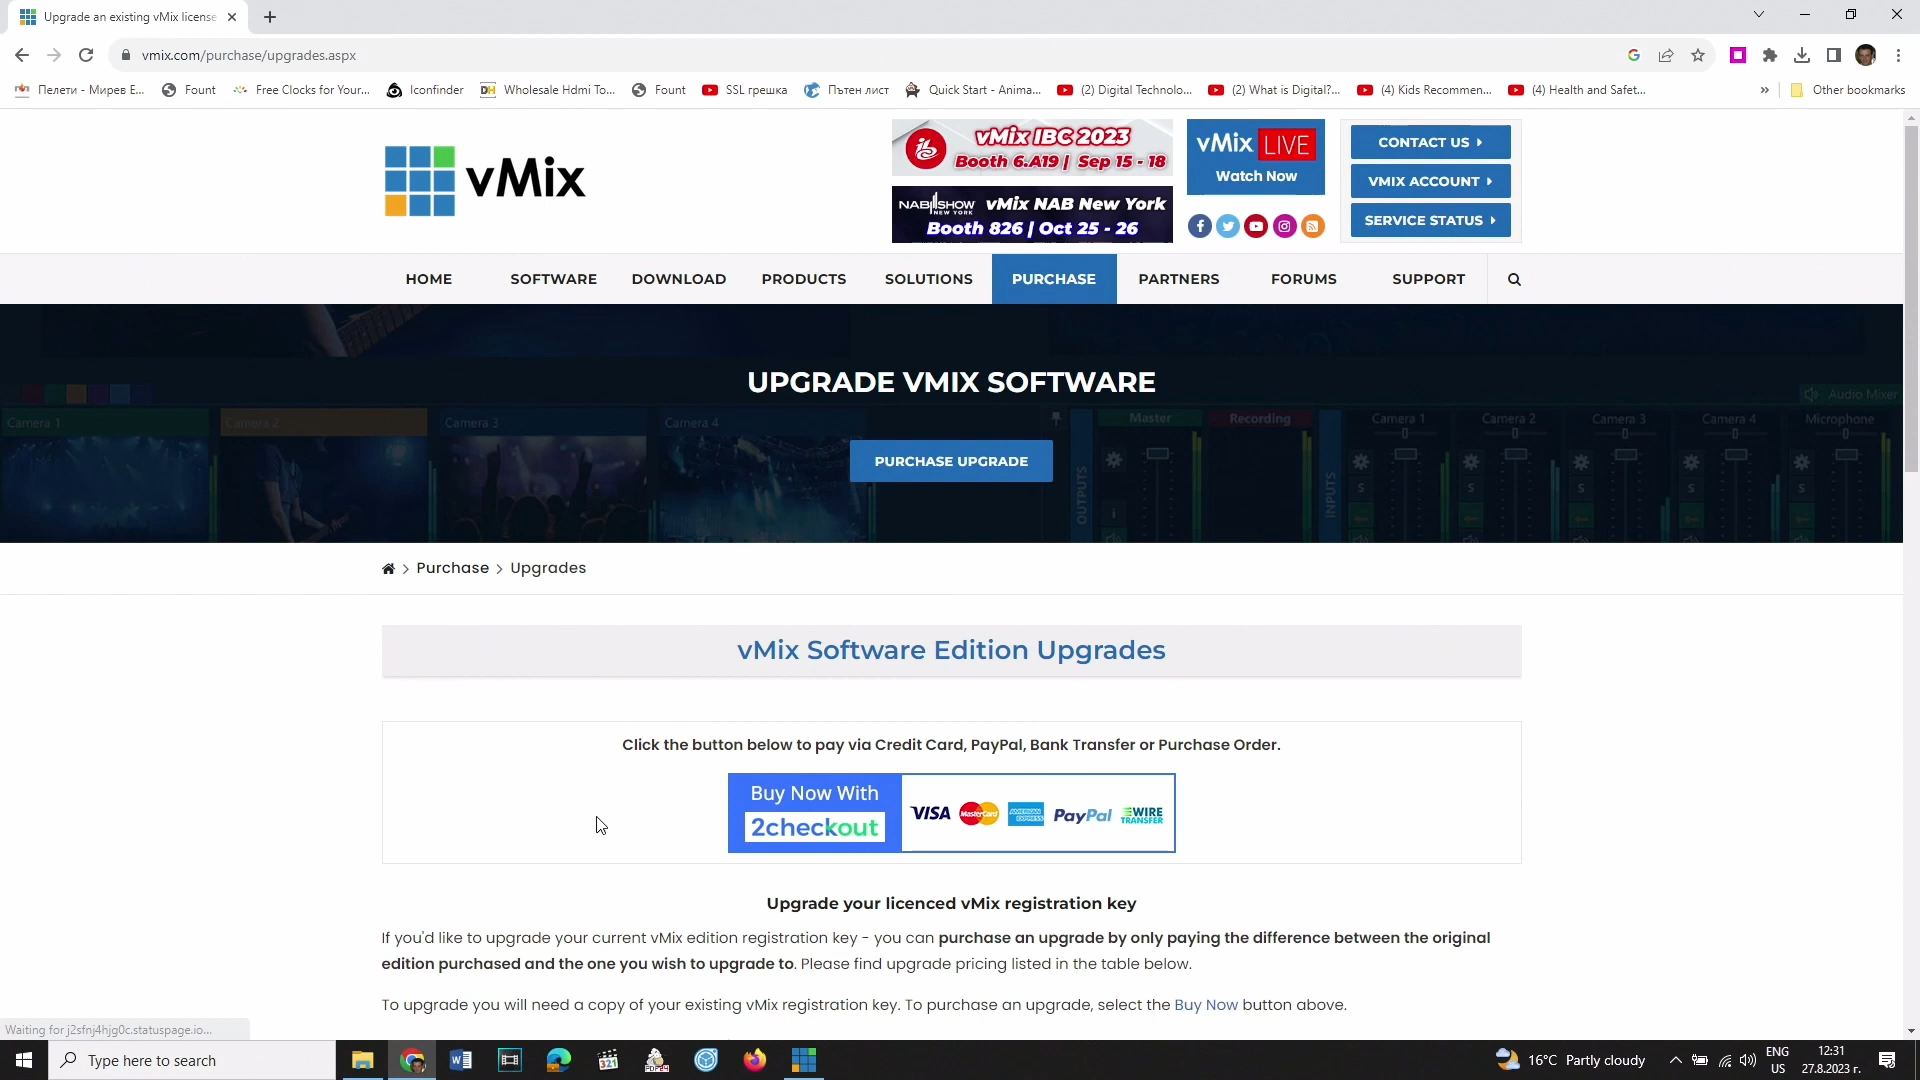 Upgrade an existing vMix license
vmix.com/purchase/upgrades.aspx
Пелети - Мирев Е...
Fount
Free Clocks for Your...
Iconfinder
DH
Wholesale Hdmi To...
Fount
SSL грешка
Пътен лист
Quick Start - Anima...
(2) Digital Technolo...
(2) What is Digital?...
(4) Kids Recommen...
(4) Health and Safet...
»
Other bookmarks
vMix
vMix IBC 2023
Booth 6.A19 | Sep 15 - 18
NAB SHOW NEW YORK
vMix NAB New York
Booth 826 | Oct 25 - 26
vMix LIVE
Watch Now
CONTACT US
VMIX ACCOUNT
SERVICE STATUS
HOME
SOFTWARE
DOWNLOAD
PRODUCTS
SOLUTIONS
PURCHASE
PARTNERS
FORUMS
SUPPORT
UPGRADE VMIX SOFTWARE
PURCHASE UPGRADE
Audio Mixer
Camera 1
Camera 2
Camera 3
Camera 4
Master
Recording
Camera 1
Camera 2
Camera 3
Camera 4
Microphone
OUTPUTS
INPUTS
S
S
S
S
S
Purchase > Upgrades
vMix Software Edition Upgrades
Click the button below to pay via Credit Card, PayPal, Bank Transfer or Purchase Order.
Buy Now With
2checkout
VISA
MasterCard
AMERICAN EXPRESS
PayPal
WIRE TRANSFER
Upgrade your licenced vMix registration key
If you'd like to upgrade your current vMix edition registration key - you can purchase an upgrade by only paying the difference between the original
edition purchased and the one you wish to upgrade to. Please find upgrade pricing listed in the table below.
To upgrade you will need a copy of your existing vMix registration key. To purchase an upgrade, select the Buy Now button above.
Waiting for j2sfnj4hjg0c.statuspage.io...
Type here to search
321
PDF24
16°C Partly cloudy
ENG
US
12:31
27.8.2023 г.